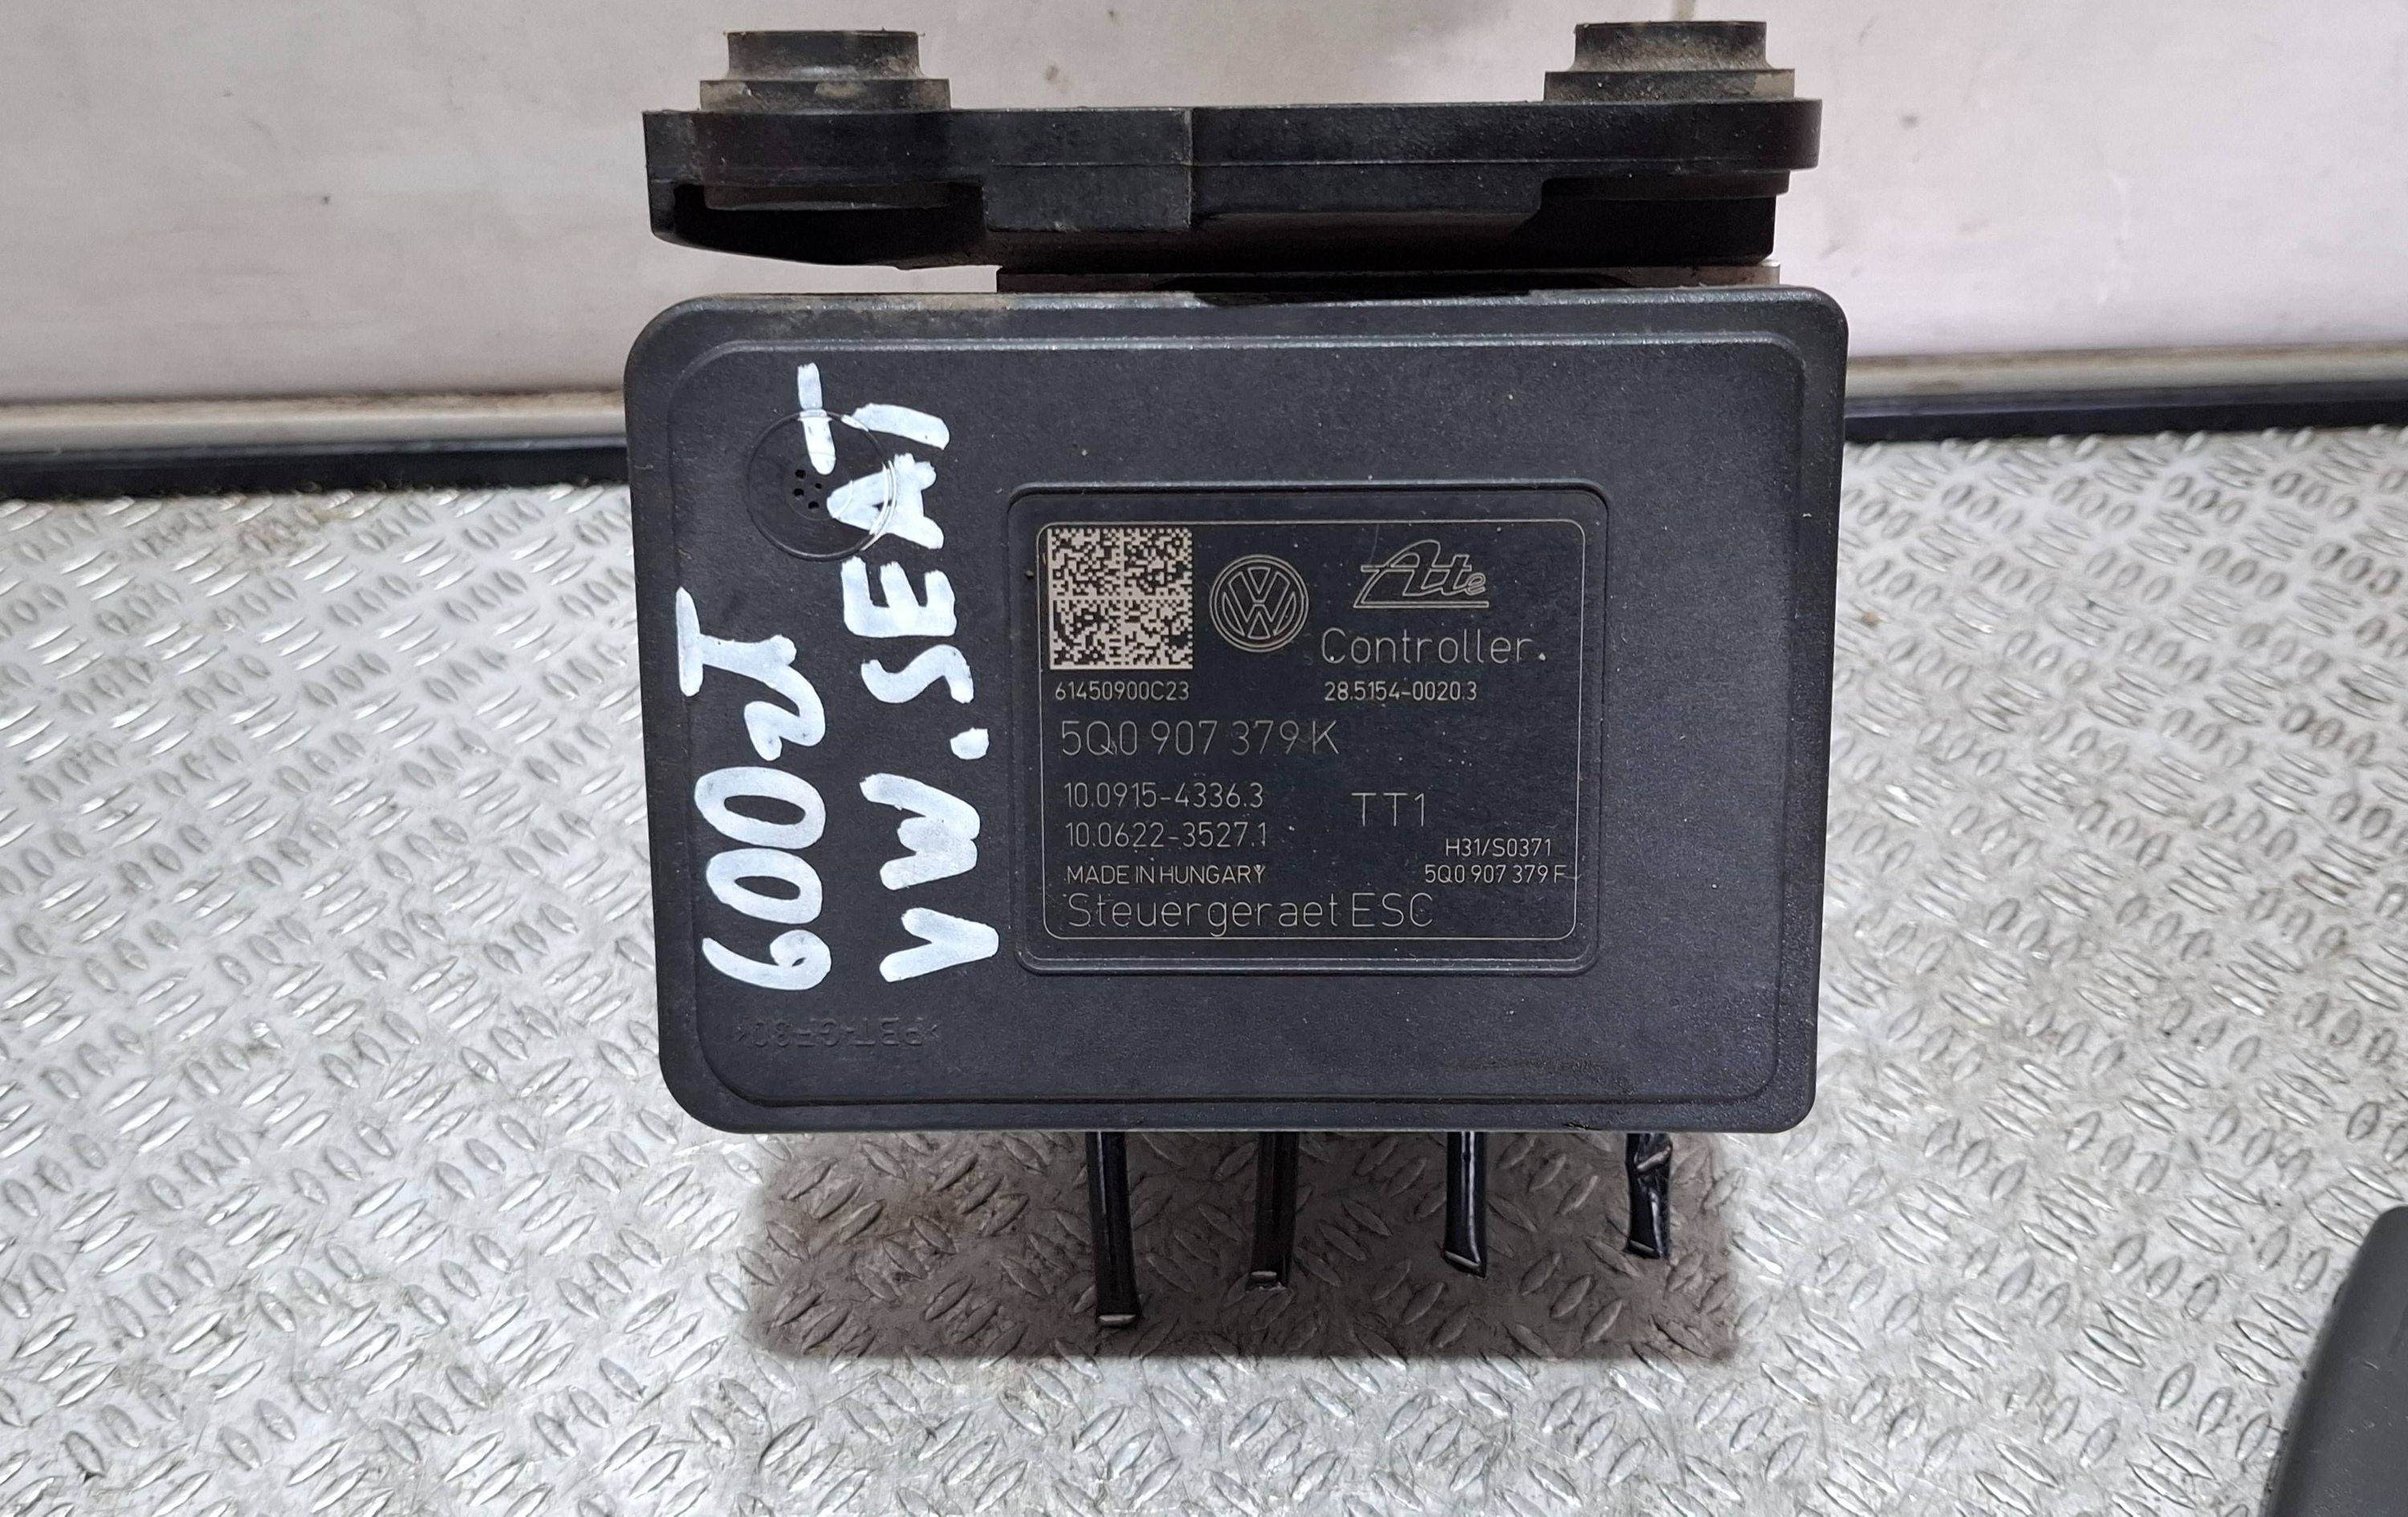 600zł
VW.SEAT
Ate
Controller
61450900C23
28.5154-0020.3
5Q0 907 379 K
10.0915-4336.3
TT1
10.0622-3527.1
H31/S0371
MADE IN HUNGARY
5Q0 907 379 F
Steuergeraet ESC